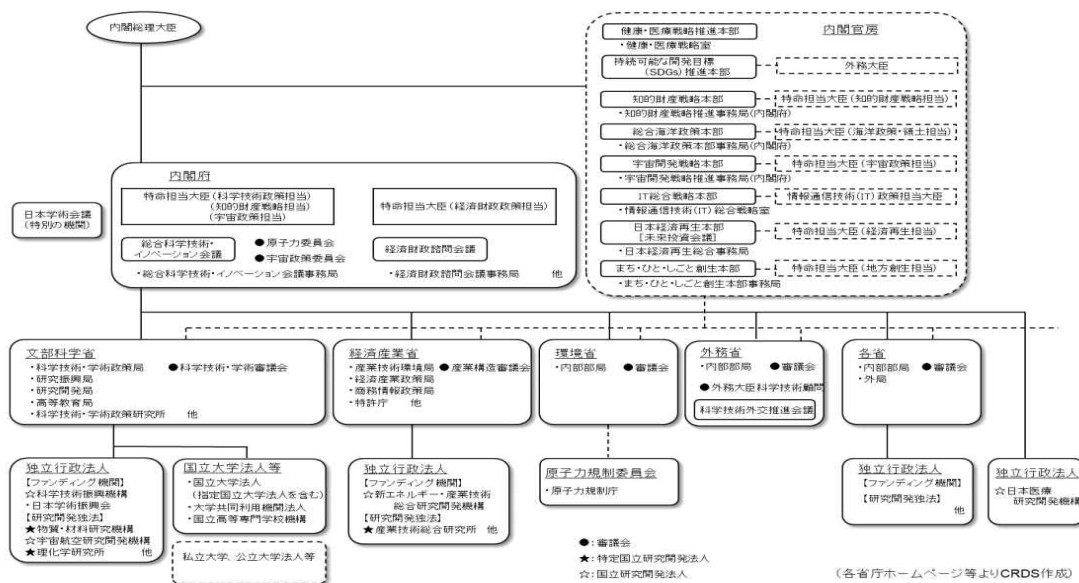 内閣総理大臣
内閣官房
健康・医療戦略推進本部
・健康・医療戦略室
持続可能な開発目標
(SDGs)推進本部
外務大臣
知的財産戦略本部
特命担当大臣(知的財産戦略担当)
・知的財産戦略推進事務局(内閣府)
総合海洋政策本部
特命担当大臣(海洋政策・領土担当)
・総合海洋政策本部事務局(内閣府)
宇宙開発戦略本部
特命担当大臣(宇宙政策担当)
・宇宙開発戦略推進事務局(内閣府)
IT総合戦略本部
情報通信技術(IT)政策担当大臣
・情報通信技術(IT)総合戦略室
日本経済再生本部
[未来投資会議]
特命担当大臣(経済再生担当)
・日本経済再生総合事務局
まち・ひと・しごと創生本部
特命担当大臣(地方創生担当)
・まち・ひと・しごと創生本部事務局
日本学術会議
(特別の機関)
内閣府
特命担当大臣(科学技術政策担当)
(知的財産戦略担当)
(宇宙政策担当)
特命担当大臣(経済財政政策担当)
総合科学技術・
イノベーション会議
●原子力委員会
●宇宙政策委員会
経済財政諮問会議
・総合科学技術・イノベーション会議事務局
・経済財政諮問会議事務局 他
文部科学省
・科学技術・学術政策局 ●科学技術・学術審議会
・研究振興局
・研究開発局
・高等教育局
・科学技術・学術政策研究所 他
経済産業省
・産業技術環境局 ●産業構造審議会
・経済産業政策局
・商務情報政策局
・特許庁 他
環境省
・内部部局 ●審議会
外務省
・内部部局 ●審議会
●外務大臣科学技術顧問
科学技術外交推進会議
各省
・内部部局 ●審議会
・外局
独立行政法人
【ファンディング機関】
☆科学技術振興機構
・日本学術振興会
【研究開発独法】
★物質・材料研究機構
☆宇宙航空研究開発機構
★理化学研究所 他
国立大学法人等
・国立大学法人
(指定国立大学法人を含む)
・大学共同利用機関法人
・国立高等専門学校機構
私立大学、公立大学法人等
独立行政法人
【ファンディング機関】
☆新エネルギー・産業技術
総合研究開発機構
【研究開発独法】
★産業技術総合研究所 他
原子力規制委員会
・原子力規制庁
独立行政法人
【ファンディング機関】
【研究開発独法】
他
独立行政法人
☆日本医療
研究開発機構
●:審議会
★:特定国立研究開発法人
☆:国立研究開発法人
(各省庁ホームページ等よりCRDS作成)